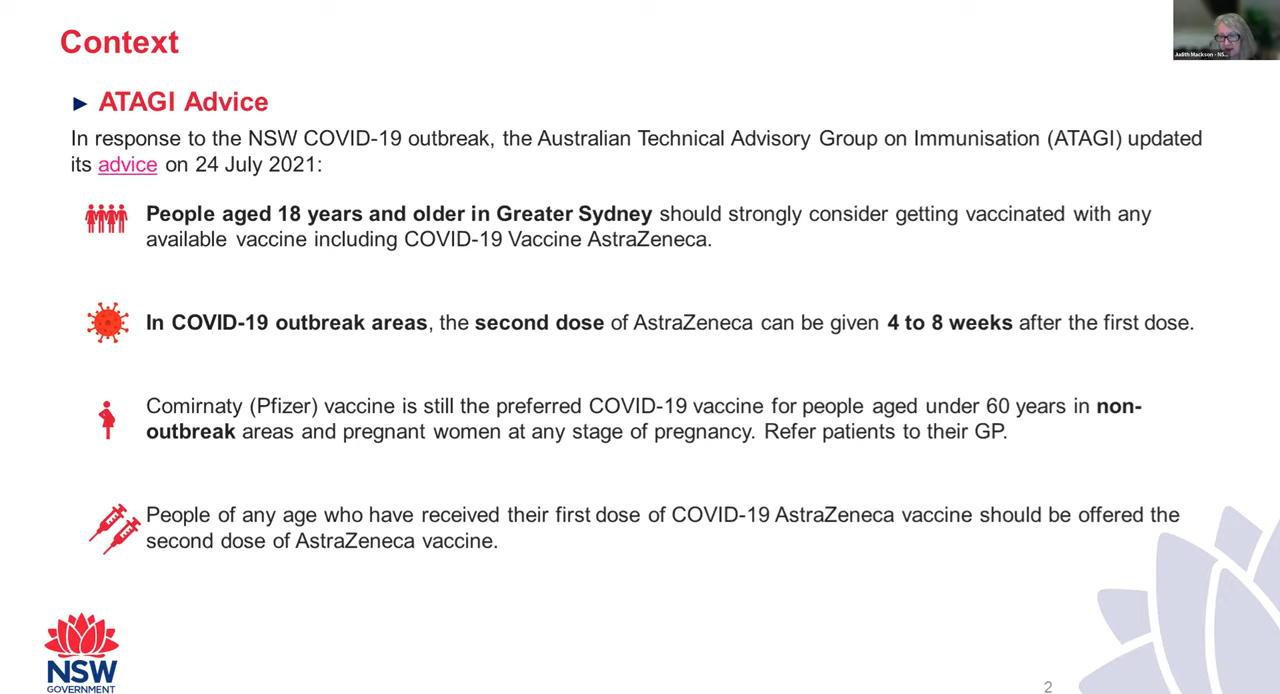 Context
Judith Mackson - NS...
► ATAGI Advice
In response to the NSW COVID-19 outbreak, the Australian Technical Advisory Group on Immunisation (ATAGI) updated
its advice on 24 July 2021:
People aged 18 years and older in Greater Sydney should strongly consider getting vaccinated with any
available vaccine including COVID-19 Vaccine AstraZeneca.
In COVID-19 outbreak areas, the second dose of AstraZeneca can be given 4 to 8 weeks after the first dose.
Comirnaty (Pfizer) vaccine is still the preferred COVID-19 vaccine for people aged under 60 years in non-
outbreak areas and pregnant women at any stage of pregnancy. Refer patients to their GP.
People of any age who have received their first dose of COVID-19 AstraZeneca vaccine should be offered the
second dose of AstraZeneca vaccine.
NSW
GOVERNMENT
2